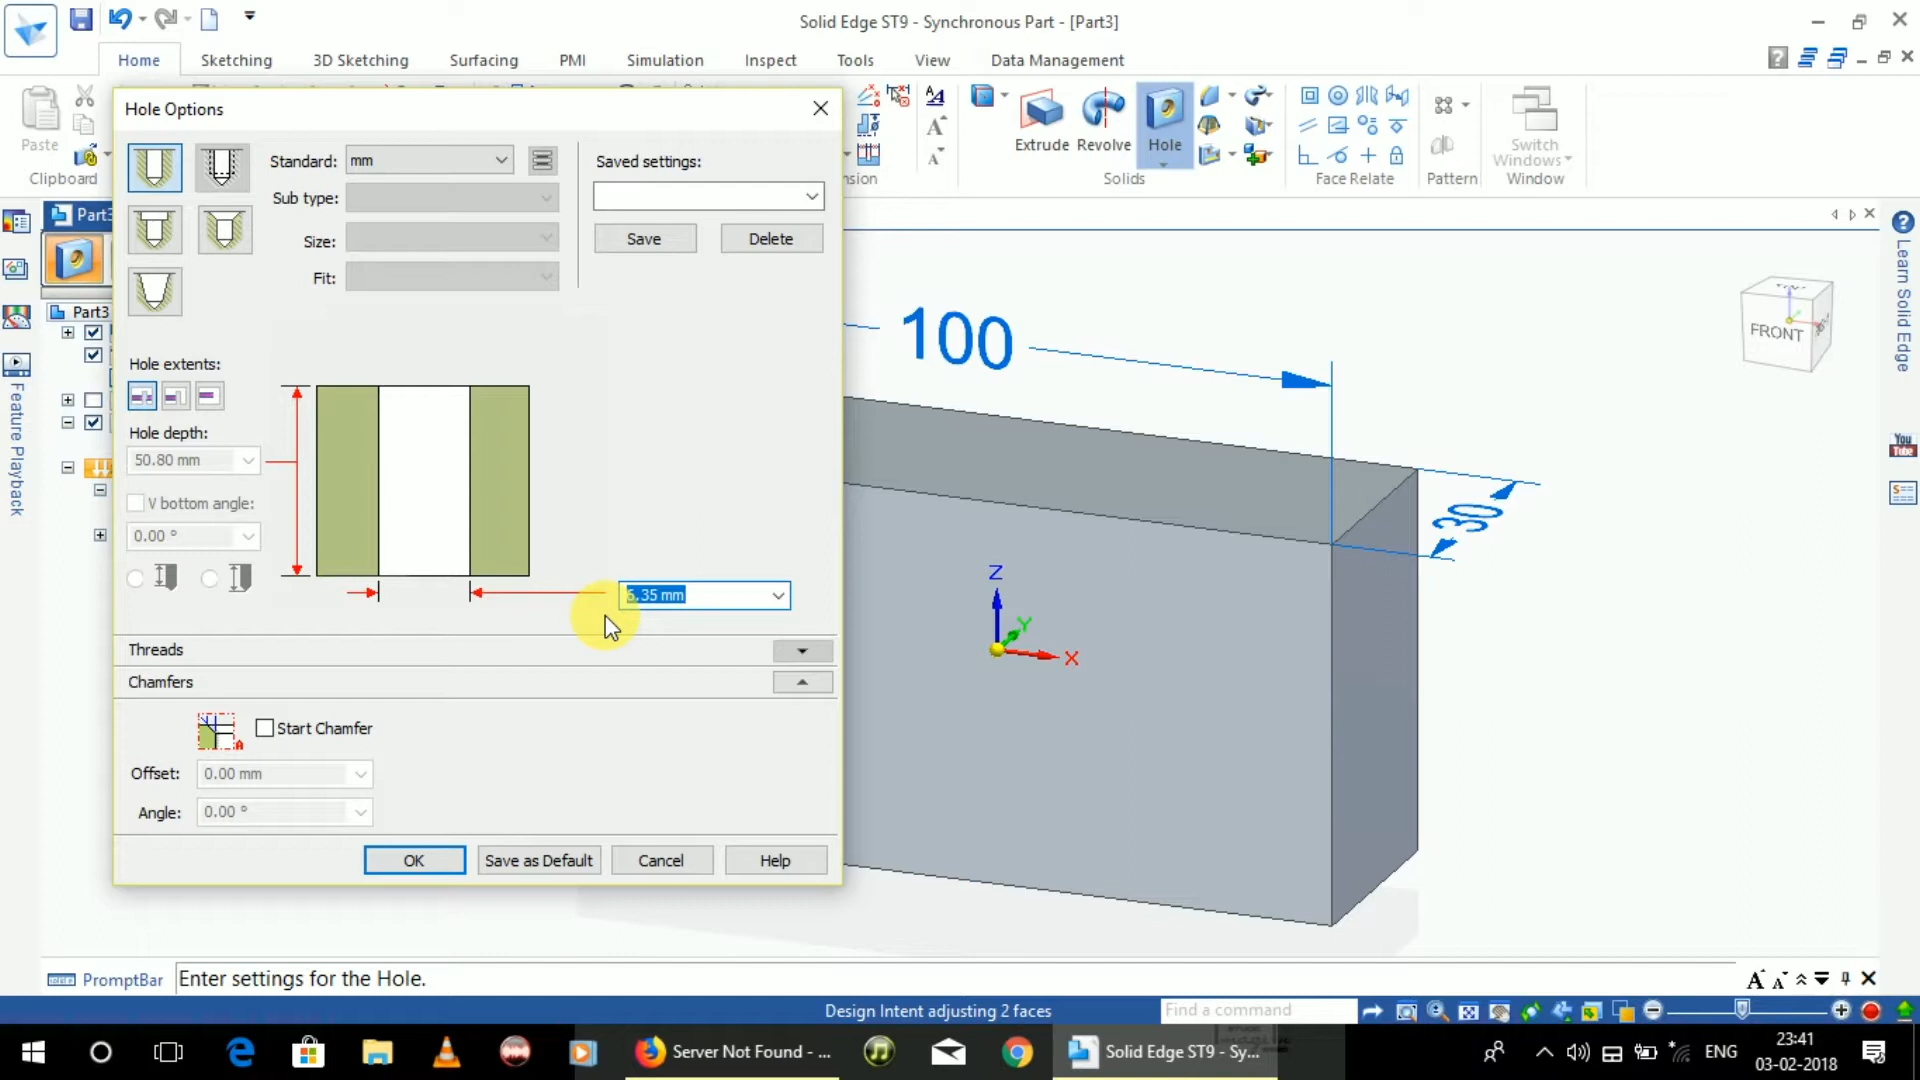 Solid Edge ST9 - Synchronous Part - [Part3]
Home
Sketching
3D Sketching
Surfacing
PMI
Simulation
Inspect
Tools
View
Data Management
Paste
Clipboard
Extrude
Revolve
Hole
Solids
Face Relate
Pattern
Switch
Windows
Window
Hole Options
Standard:
mm
Sub type:
Size:
Fit:
Saved settings:
Save
Delete
Hole extents:
Hole depth:
50.80 mm
V bottom angle:
0.00 °
6.35 mm
Threads
Chamfers
Start Chamfer
Offset:
0.00 mm
Angle:
0.00 °
OK
Save as Default
Cancel
Help
Part3
Part3
Feature Playback
100
30
FRONT
Z
Y
X
Learn Solid Edge
You
Tube
PromptBar
Enter settings for the Hole.
Design Intent adjusting 2 faces
Find a command
Server Not Found - ...
Solid Edge ST9 - Sy...
ENG
23:41
03-02-2018